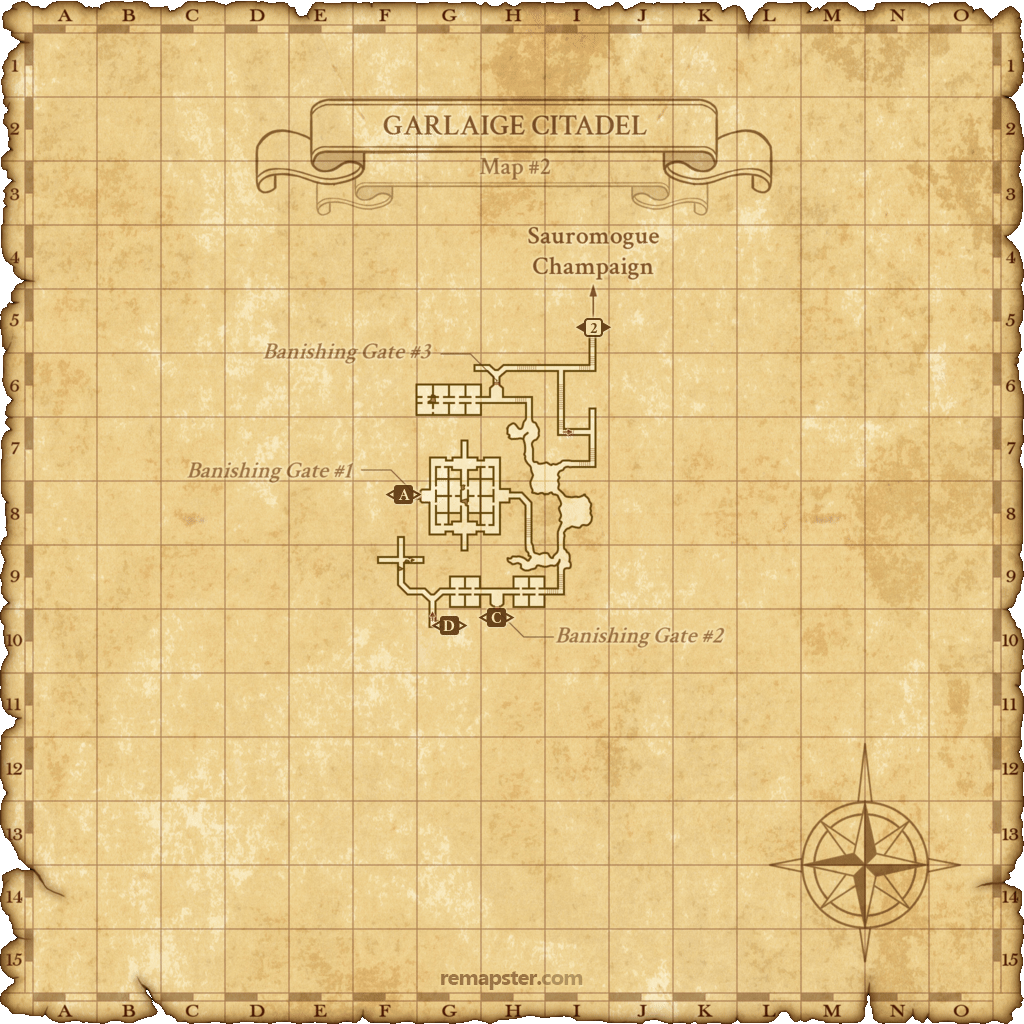 A B C D E F G H I J K L M N O
1 1
2 2
GARLAIGE CITADEL
Map #2
3 3
Sauromogue
4 4
Champaign
5 5
2
Banishing Gate #3
6 6
7 7
Banishing Gate #1
A
8 8
9 9
C
D
Banishing Gate #2
10 10
11 11
12 12
13 13
14 14
15 15
remapster.com
A B C D E F G H I J K L M N O